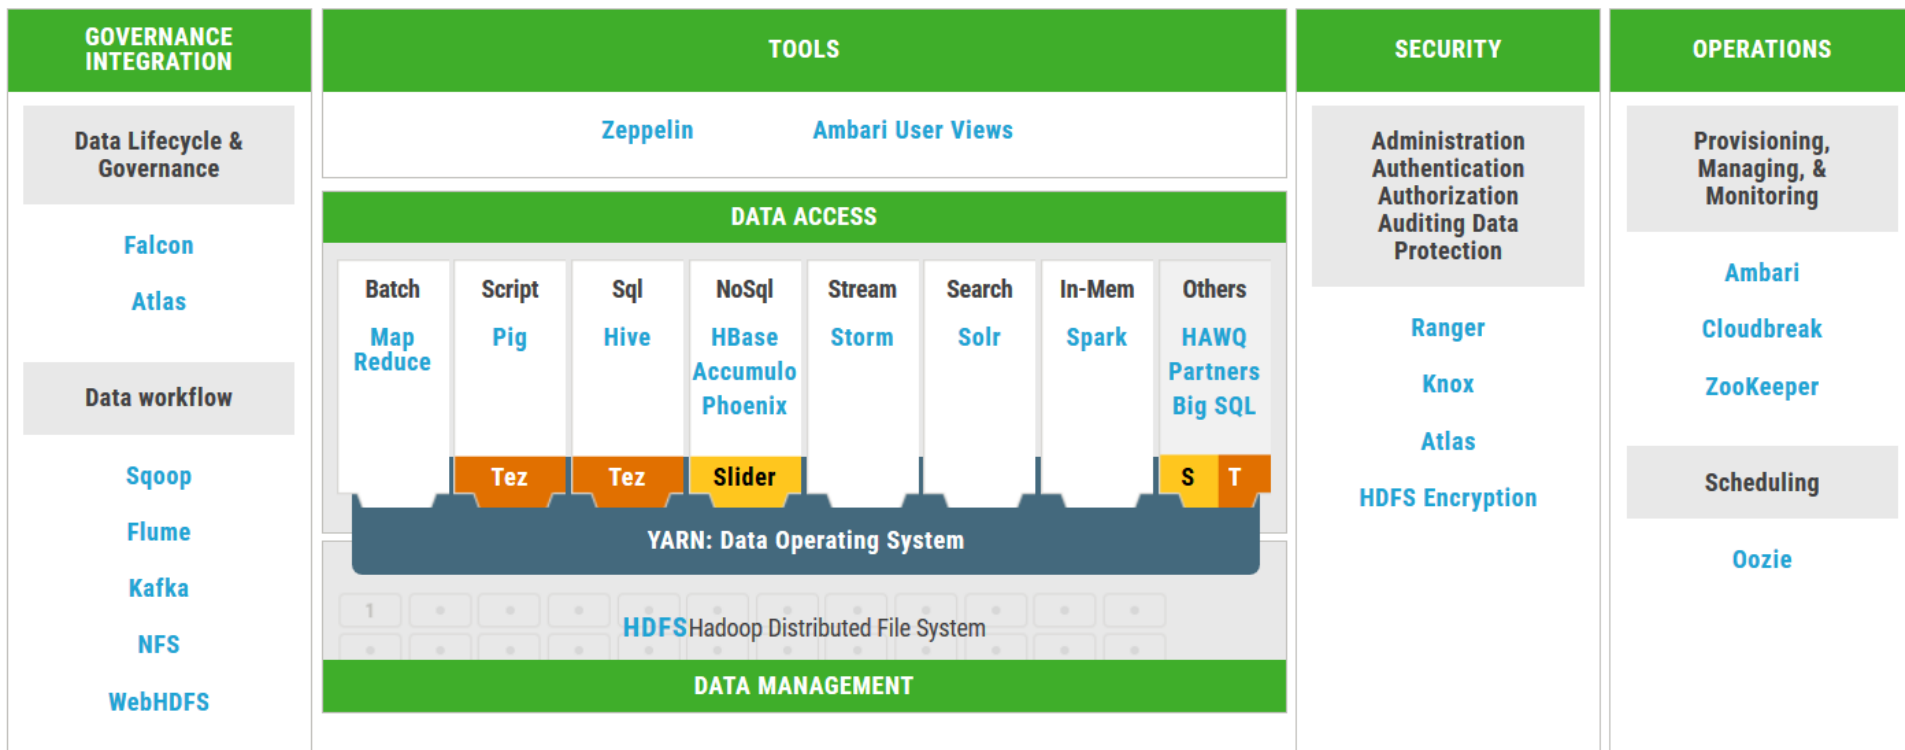 GOVERNANCE
INTEGRATION
Data Lifecycle &
Governance
Falcon
Atlas
Data workflow
Sqoop
Flume
Kafka
NFS
WebHDFS
TOOLS
Zeppelin
Ambari User Views
DATA ACCESS
Batch
Map
Reduce
Script
Pig
Tez
Sql
Hive
Tez
NoSql
HBase
Accumulo
Phoenix
Slider
Stream
Storm
Search
Solr
In-Mem
Spark
Others
HAWQ
Partners
Big SQL
S
T
YARN: Data Operating System
1
HDFSHadoop Distributed File System
DATA MANAGEMENT
SECURITY
Administration
Authentication
Authorization
Auditing Data
Protection
Ranger
Knox
Atlas
HDFS Encryption
OPERATIONS
Provisioning,
Managing, &
Monitoring
Ambari
Cloudbreak
ZooKeeper
Scheduling
Oozie